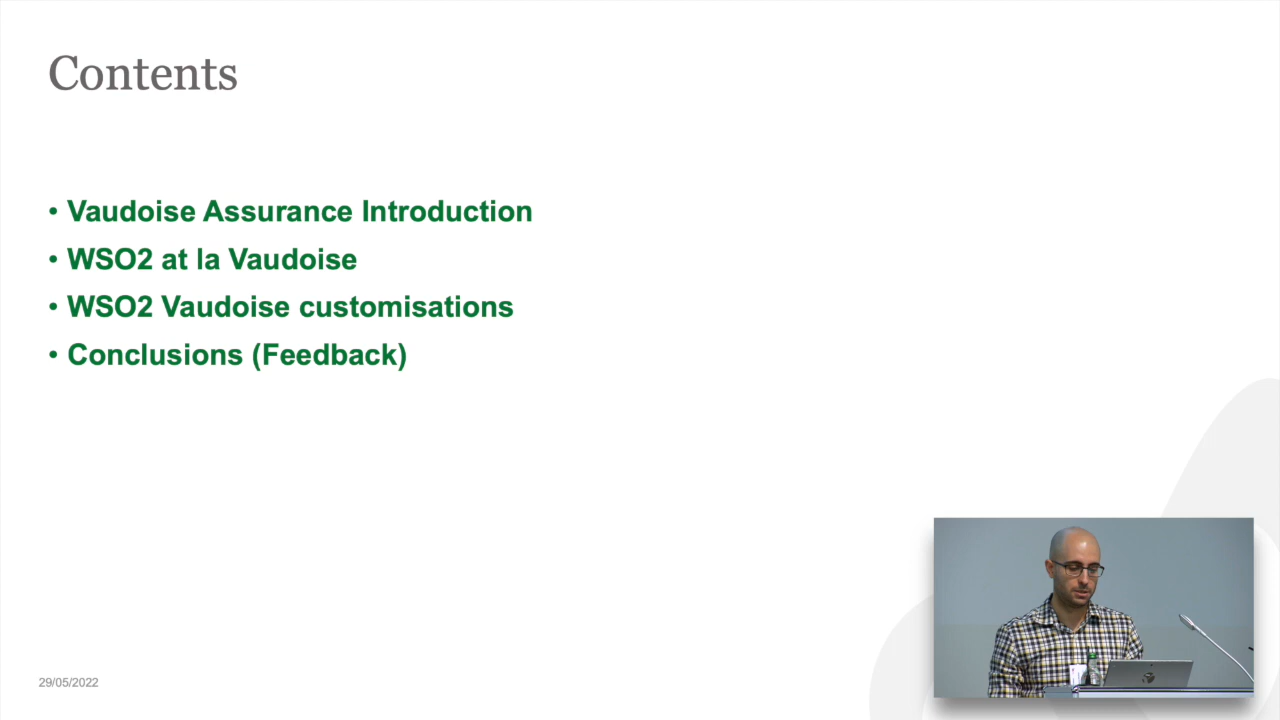 Contents
• Vaudoise Assurance Introduction
• WSO2 at la Vaudoise
• WSO2 Vaudoise customisations
• Conclusions (Feedback)
29/05/2022